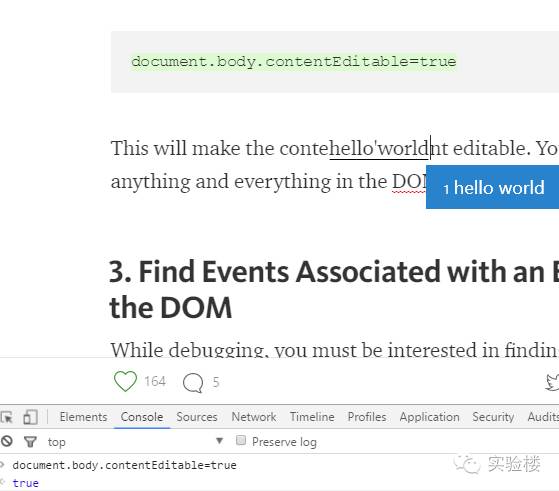 document.body.contentEditable=true
This will make the contehello'worldnt editable. Yo
anything and everything in the DOM
1 hello world
3. Find Events Associated with an E
the DOM
While debugging, you must be interested in findin
164
5
Elements Console Sources Network Timeline Profiles Application Security Audits
top Preserve log
document.body.contentEditable=true
true
实验楼